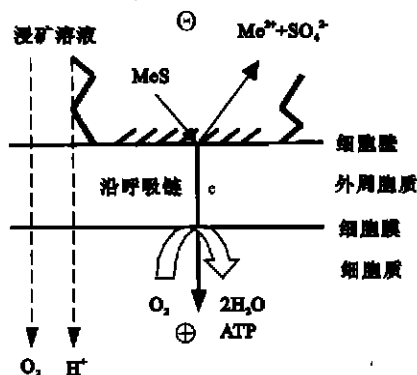 浸矿溶液
⊖
Me²⁺+SO₄²⁻
MeS
细胞壁
沿呼吸链
e
外周胞质
细胞膜
细胞质
O₂
2H₂O
⊕
ATP
O₂
H⁺